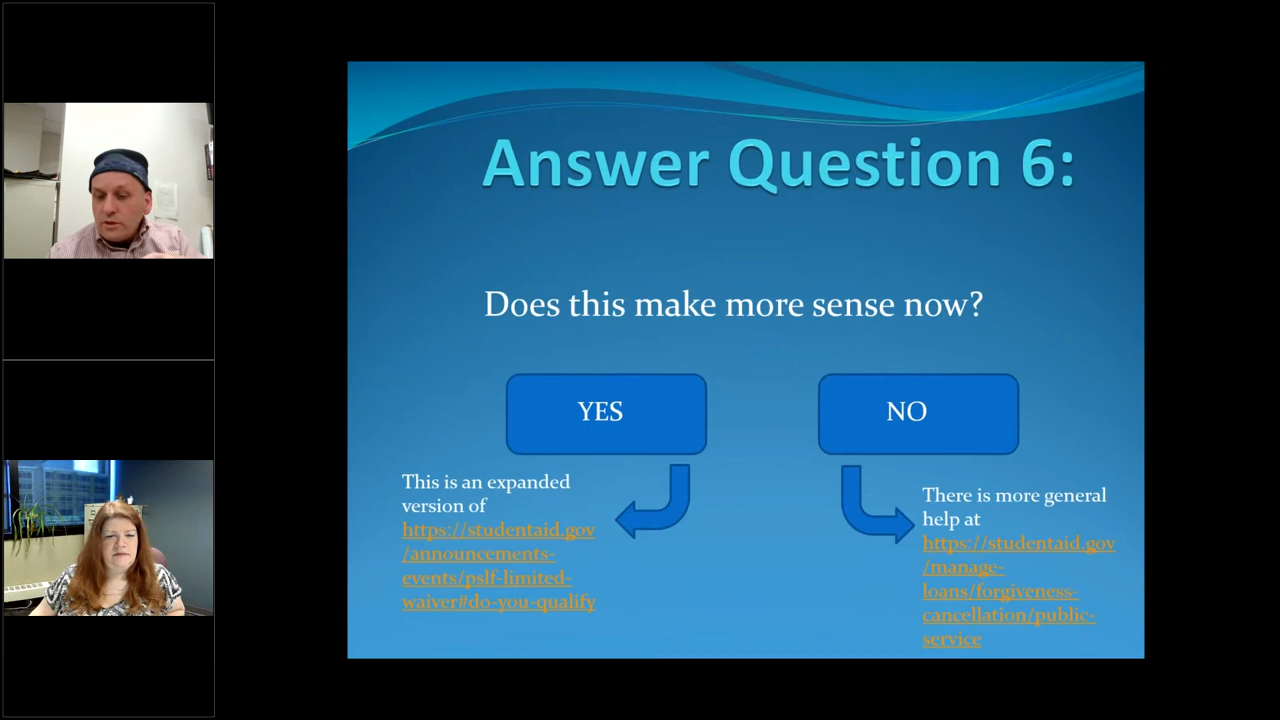 Answer Question 6:
Does this make more sense now?
YES
NO
This is an expanded
version of
https://studentaid.gov
/announcements-
events/pslf-limited-
waiver#do-you-qualify
There is more general
help at
https://studentaid.gov
/manage-
loans/forgiveness-
cancellation/public-
service